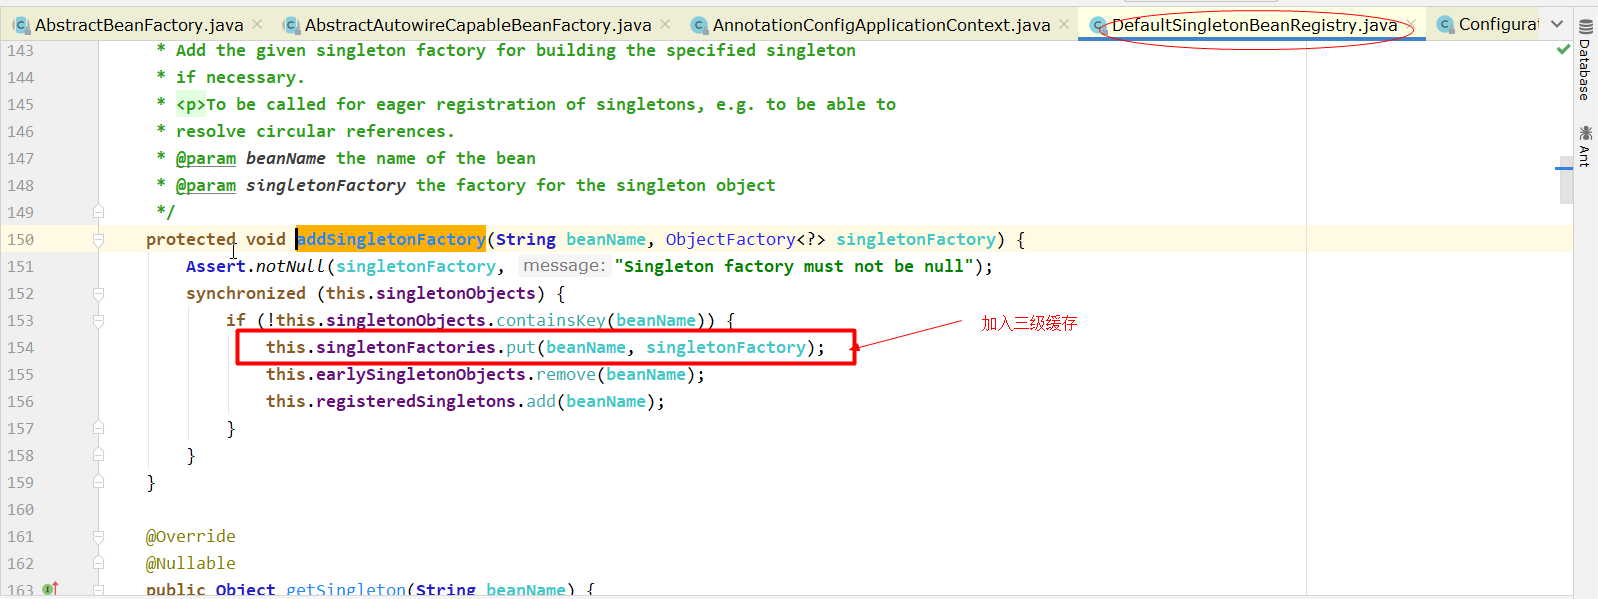 AbstractBeanFactory.java × AbstractAutowireCapableBeanFactory.java × AnnotationConfigApplicationContext.java × DefaultSingletonBeanRegistry.java × Configurat
143 * Add the given singleton factory for building the specified singleton
144 * if necessary.
145 * <p>To be called for eager registration of singletons, e.g. to be able to
146 * resolve circular references.
147 * @param beanName the name of the bean
148 * @param singletonFactory the factory for the singleton object
149 */
150 protected void addSingletonFactory(String beanName, ObjectFactory<?> singletonFactory) {
151 Assert.notNull(singletonFactory, message: "Singleton factory must not be null");
152 synchronized (this.singletonObjects) {
153 if (!this.singletonObjects.containsKey(beanName)) {
154 this.singletonFactories.put(beanName, singletonFactory);
加入三级缓存
155 this.earlySingletonObjects.remove(beanName);
156 this.registeredSingletons.add(beanName);
157 }
158 }
159 }
160
161 @Override
162 @Nullable
163 public Object getSingleton(String beanName) {
Database
Ant